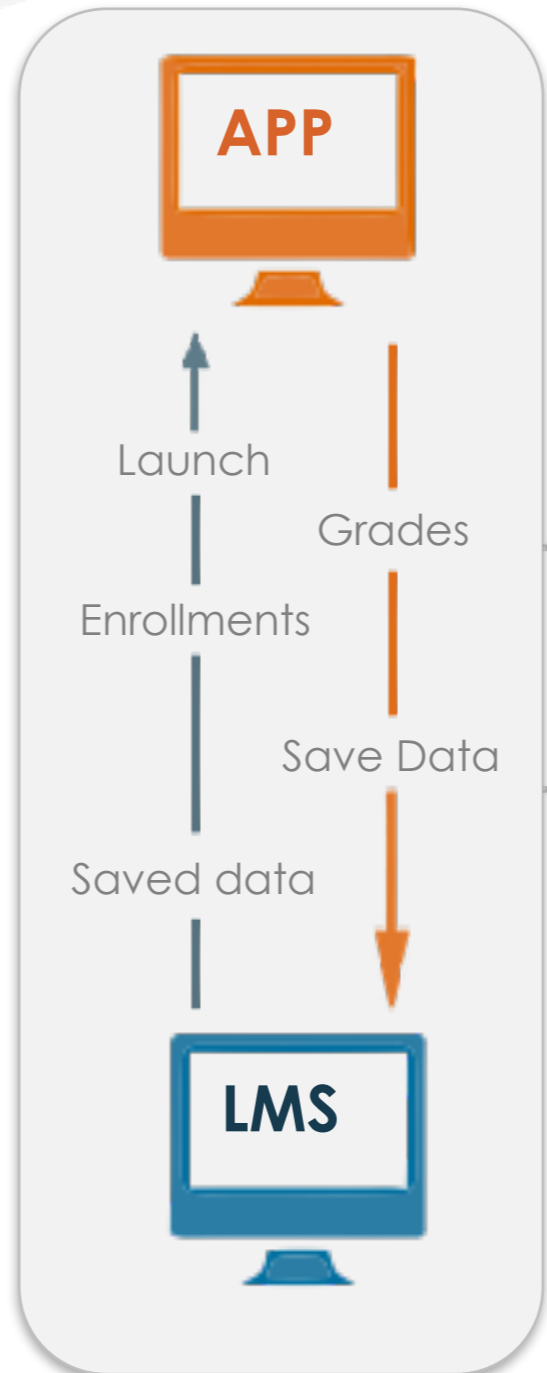 APP
Launch
Grades
Enrollments
Save Data
Saved data
LMS